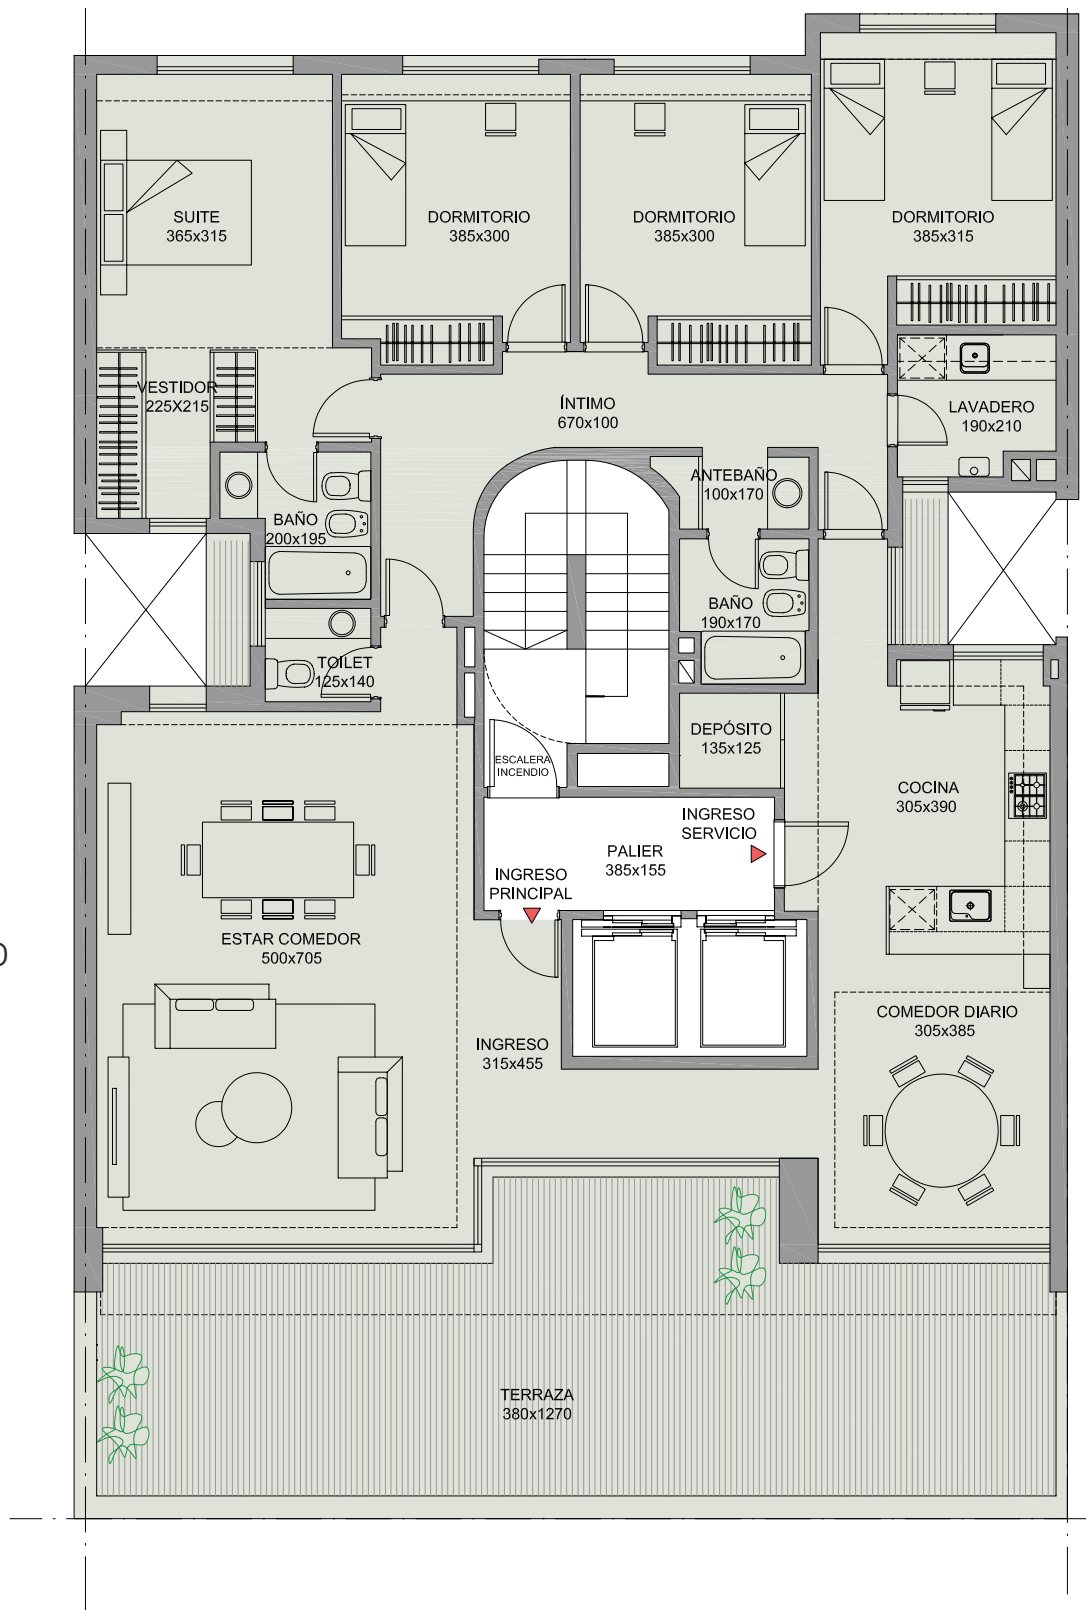 SUITE
365x315
DORMITORIO
385x300
DORMITORIO
385x300
DORMITORIO
385x315
VESTIDOR
225X215
ÍNTIMO
670x100
LAVADERO
190x210
ANTEBAÑO
100x170
BAÑO
200x195
BAÑO
190x170
TOILET
125x140
DEPÓSITO
135x125
ESCALERA
INCENDIO
COCINA
305x390
INGRESO
SERVICIO
PALIER
385x155
INGRESO
PRINCIPAL
ESTAR COMEDOR
500x705
COMEDOR DIARIO
305x385
INGRESO
315x455
TERRAZA
380x1270